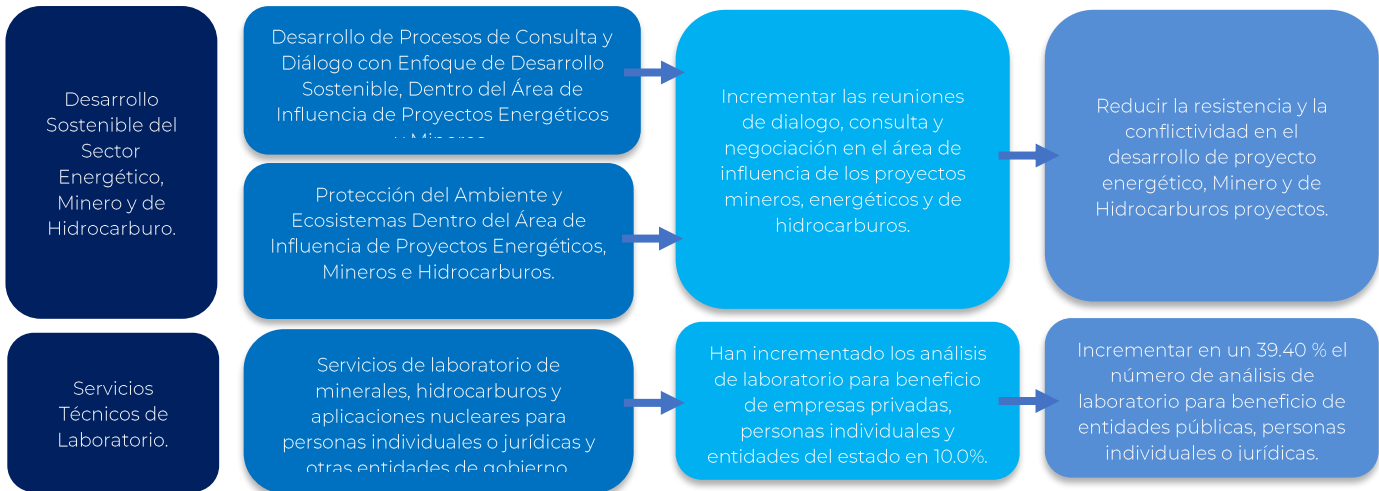 Desarrollo
Sostenible del
Sector
Energético,
Minero y de
Hidrocarburo.
Desarrollo de Procesos de Consulta y
Diálogo con Enfoque de Desarrollo
Sostenible, Dentro del Área de
Influencia de Proyectos Energéticos
y Mineros
Protección del Ambiente y
Ecosistemas Dentro del Área de
Influencia de Proyectos Energéticos,
Mineros e Hidrocarburos.
Incrementar las reuniones
de dialogo, consulta y
negociación en el área de
influencia de los proyectos
mineros, energéticos y de
hidrocarburos.
Reducir la resistencia y la
conflictividad en el
desarrollo de proyecto
energético, Minero y de
Hidrocarburos proyectos.
Servicios
Técnicos de
Laboratorio.
Servicios de laboratorio de
minerales, hidrocarburos y
aplicaciones nucleares para
personas individuales o jurídicas y
otras entidades de gobierno
Han incrementado los análisis
de laboratorio para beneficio
de empresas privadas,
personas individuales y
entidades del estado en 10.0%.
Incrementar en un 39.40 % el
número de análisis de
laboratorio para beneficio de
entidades públicas, personas
individuales o jurídicas.